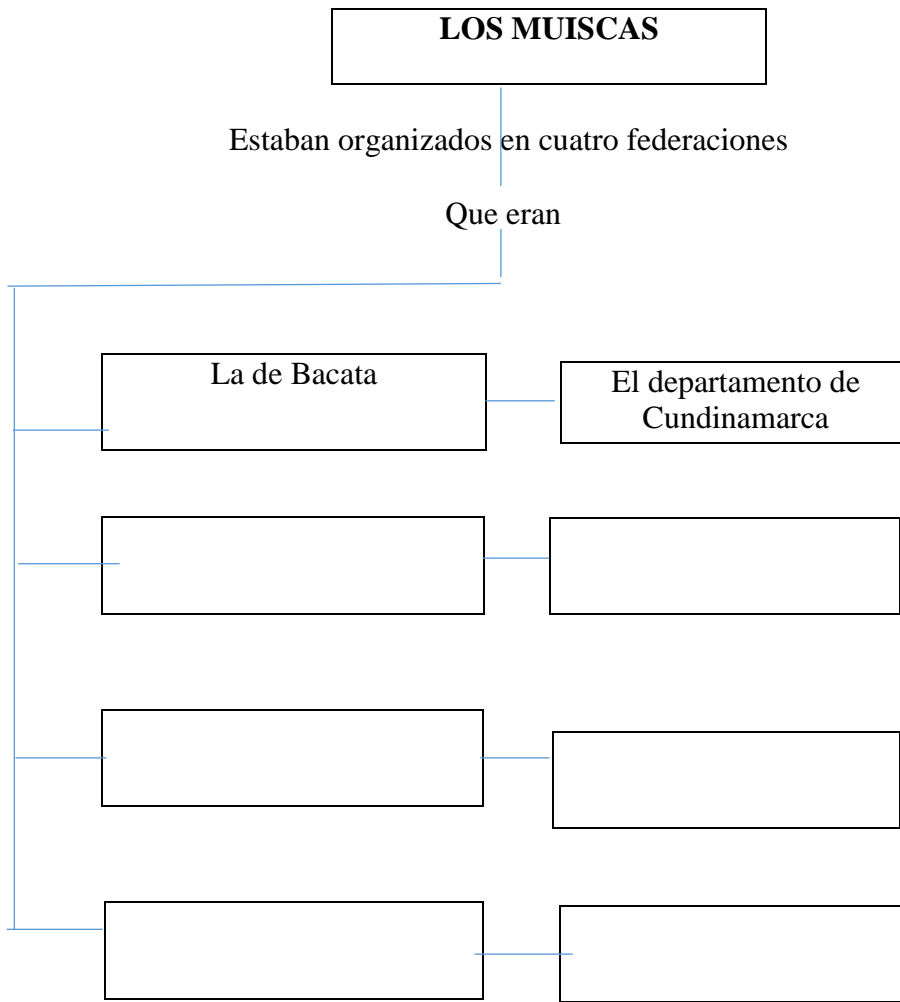 LOS MUISCAS
Estaban organizados en cuatro federaciones
Que eran
La de Bacata
El departamento de
Cundinamarca